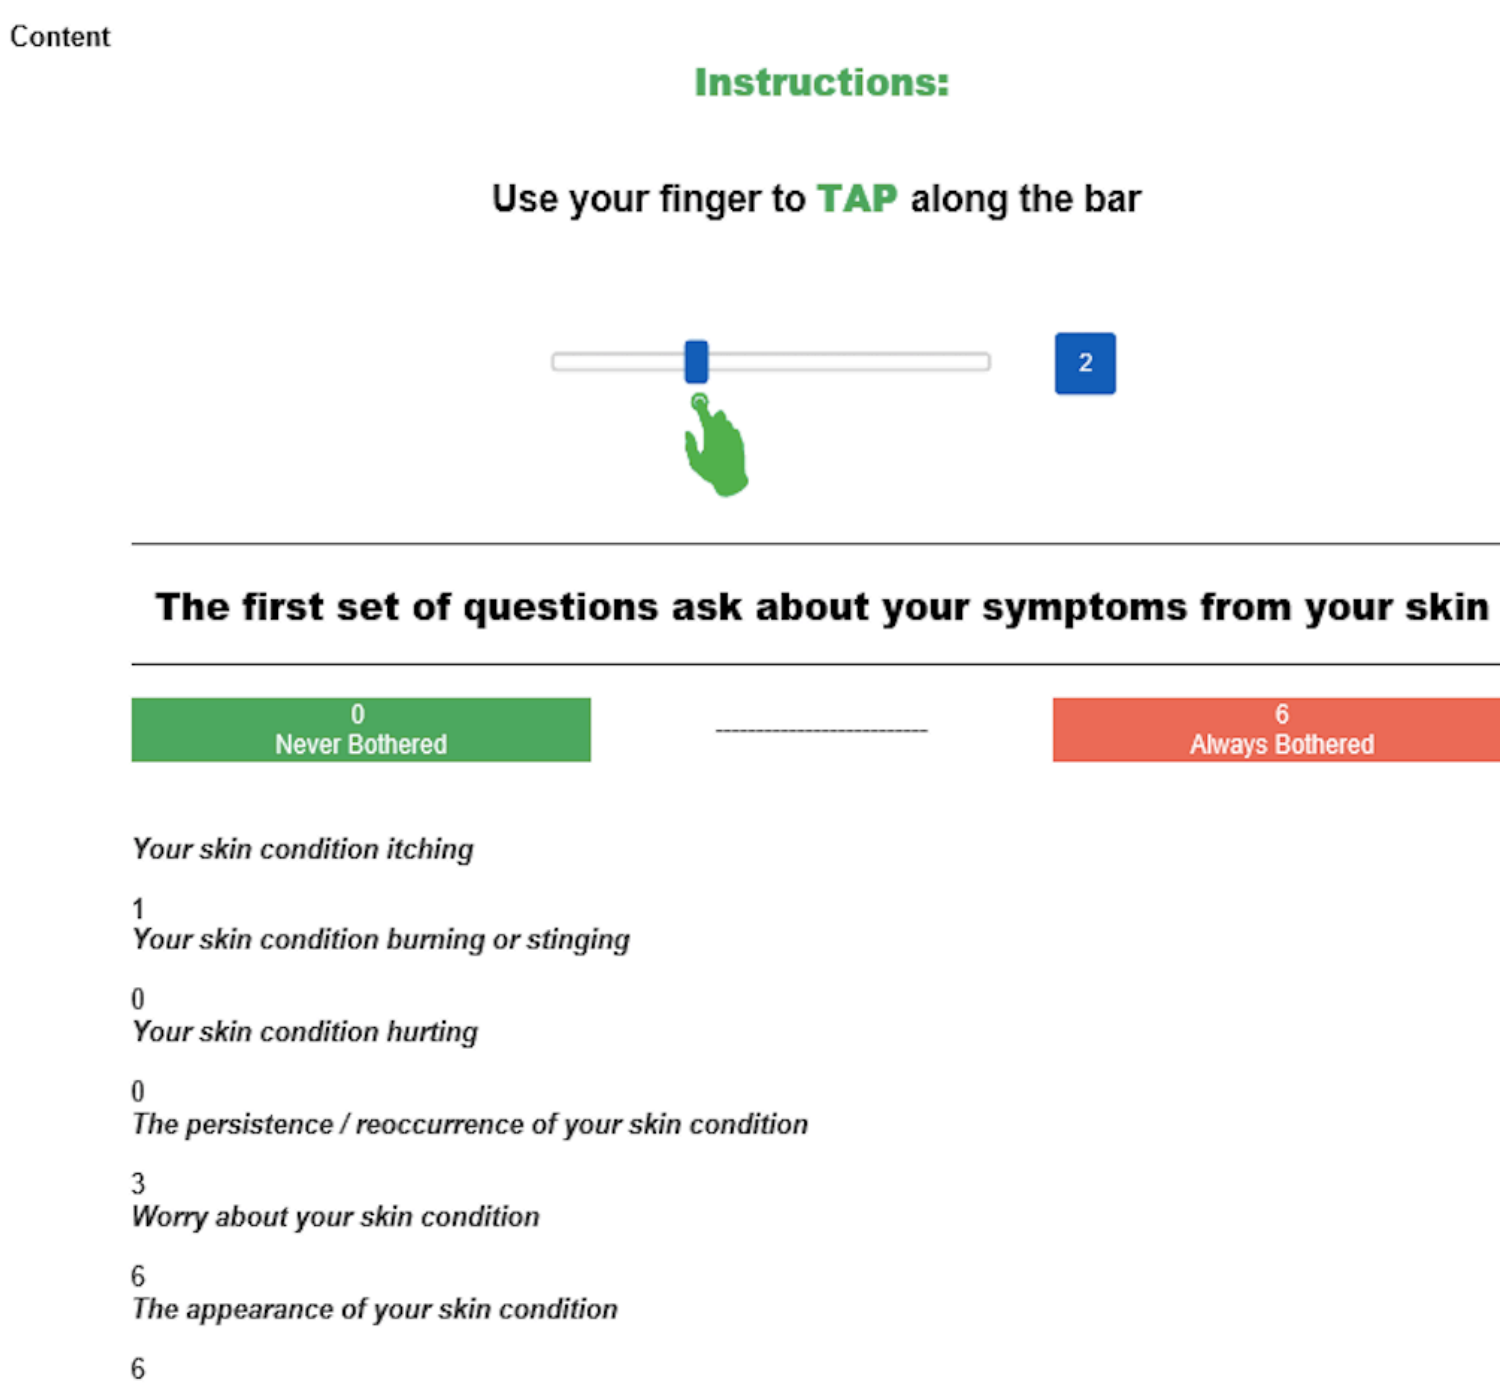 Content
Instructions:
Use your finger to TAP along the bar
2
The first set of questions ask about your symptoms from your skin
0
Never Bothered
--------------------------
6
Always Bothered
Your skin condition itching
1
Your skin condition burning or stinging
0
Your skin condition hurting
0
The persistence / reoccurrence of your skin condition
3
Worry about your skin condition
6
The appearance of your skin condition
6